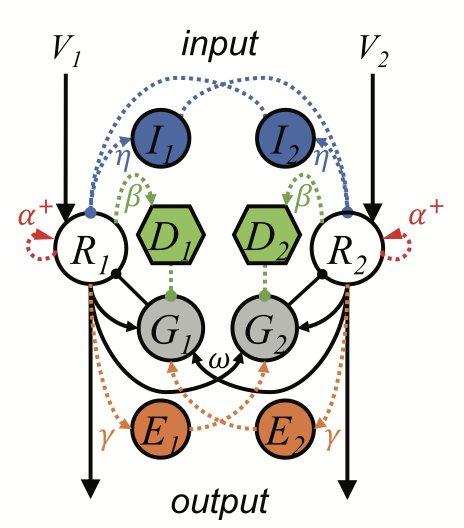 V1 input V2
I1 I2
η η
β β
α+ α+
R1 D1 D2 R2
G1 G2
ω
γ E1 E2 γ
output